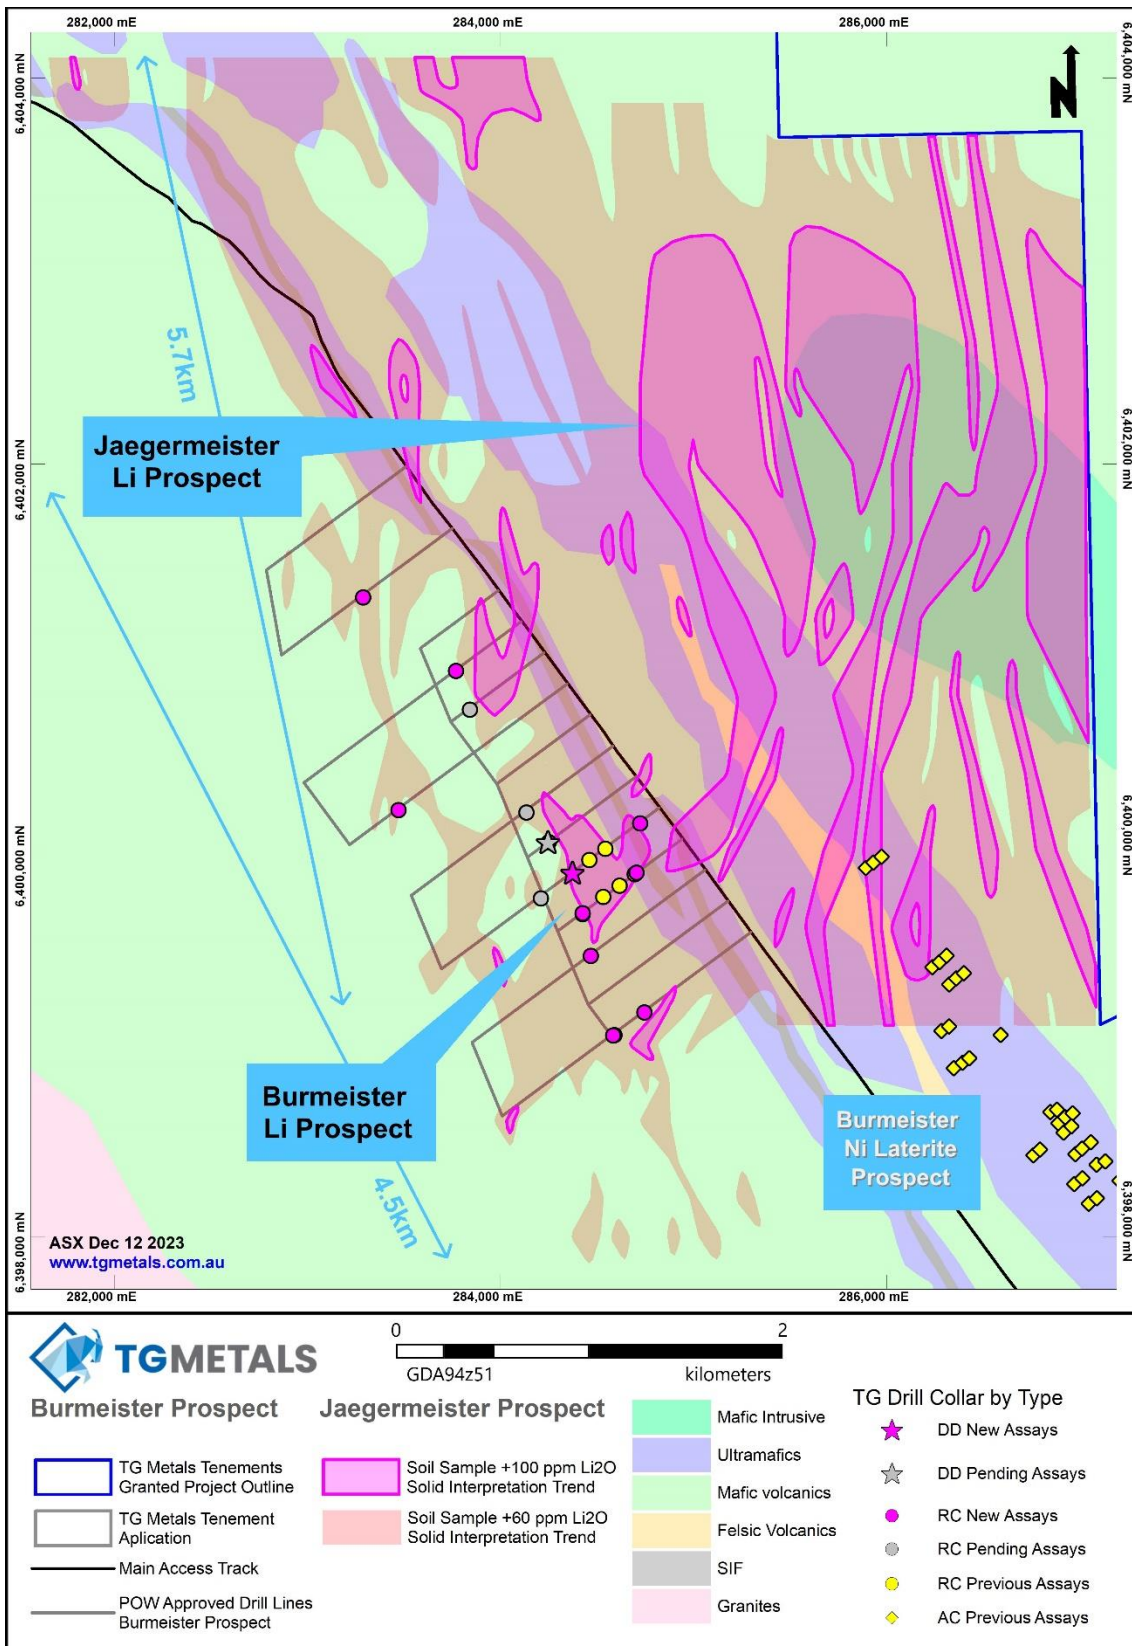 282,000 mE
284,000 mE
286,000 mE
6,404,000 mN
6,404,000 mN
N
5.7km
Jaegermeister
Li Prospect
6,402,000 mN
6,402,000 mN
6,400,000 mN
6,400,000 mN
Burmeister
Li Prospect
Burmeister
Ni Laterite
Prospect
4.5km
6,398,000 mN
6,398,000 mN
ASX Dec 12 2023
www.tgmetals.com.au
282,000 mE
284,000 mE
286,000 mE
TGMETALS
0
2
GDA94z51
kilometers
Burmeister Prospect
Jaegermeister Prospect
TG Metals Tenements
Granted Project Outline
TG Metals Tenement
Aplication
Main Access Track
POW Approved Drill Lines
Burmeister Prospect
Soil Sample +100 ppm Li2O
Solid Interpretation Trend
Soil Sample +60 ppm Li2O
Solid Interpretation Trend
Mafic Intrusive
Ultramafics
Mafic volcanics
Felsic Volcanics
SIF
Granites
TG Drill Collar by Type
DD New Assays
DD Pending Assays
RC New Assays
RC Pending Assays
RC Previous Assays
AC Previous Assays